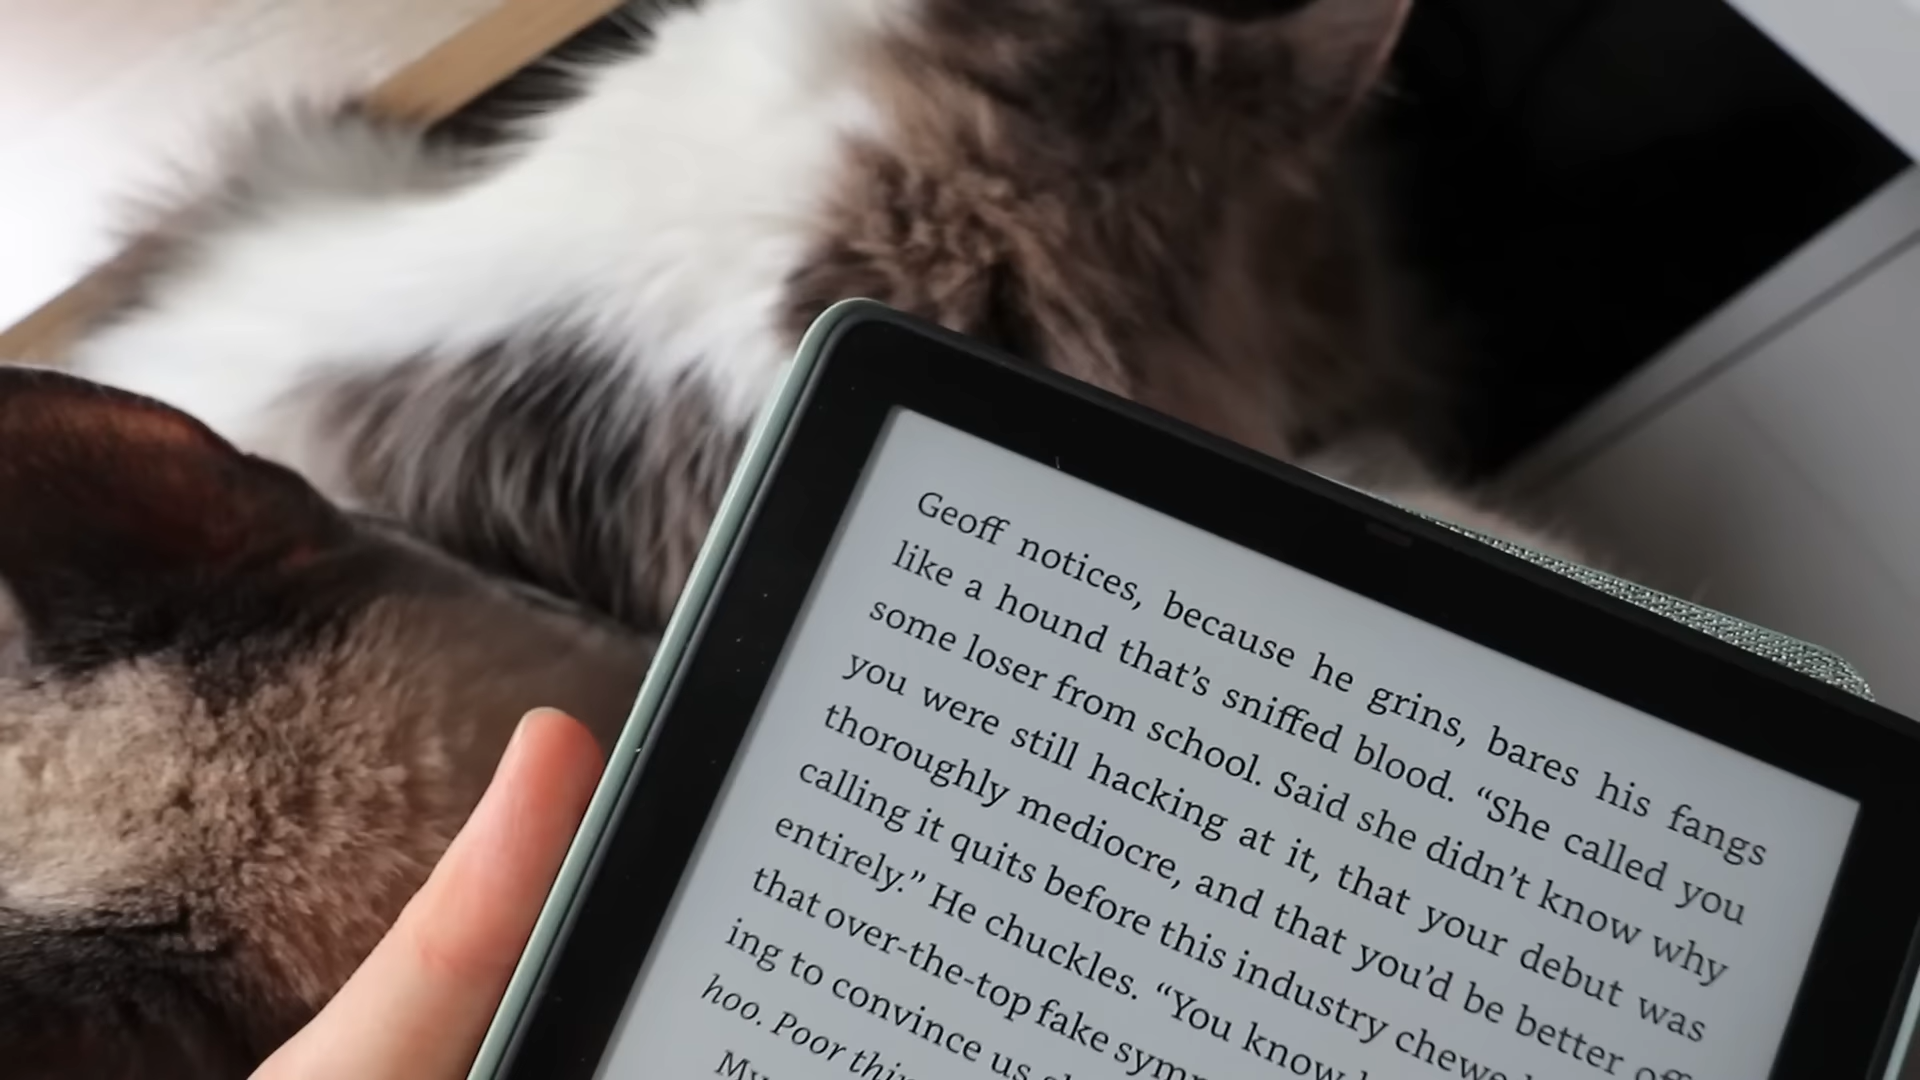 Geoff notices, because he grins, bares his fangs
like a hound that’s sniffed blood. “She called you
some loser from school. Said she didn’t know why
you were still hacking at it, that your debut was
thoroughly mediocre, and that you’d be better off
calling it quits before this industry
entirely.” He chuckles. “You know
that over-the-top fake
ing to convince us
hoo. Poor
My